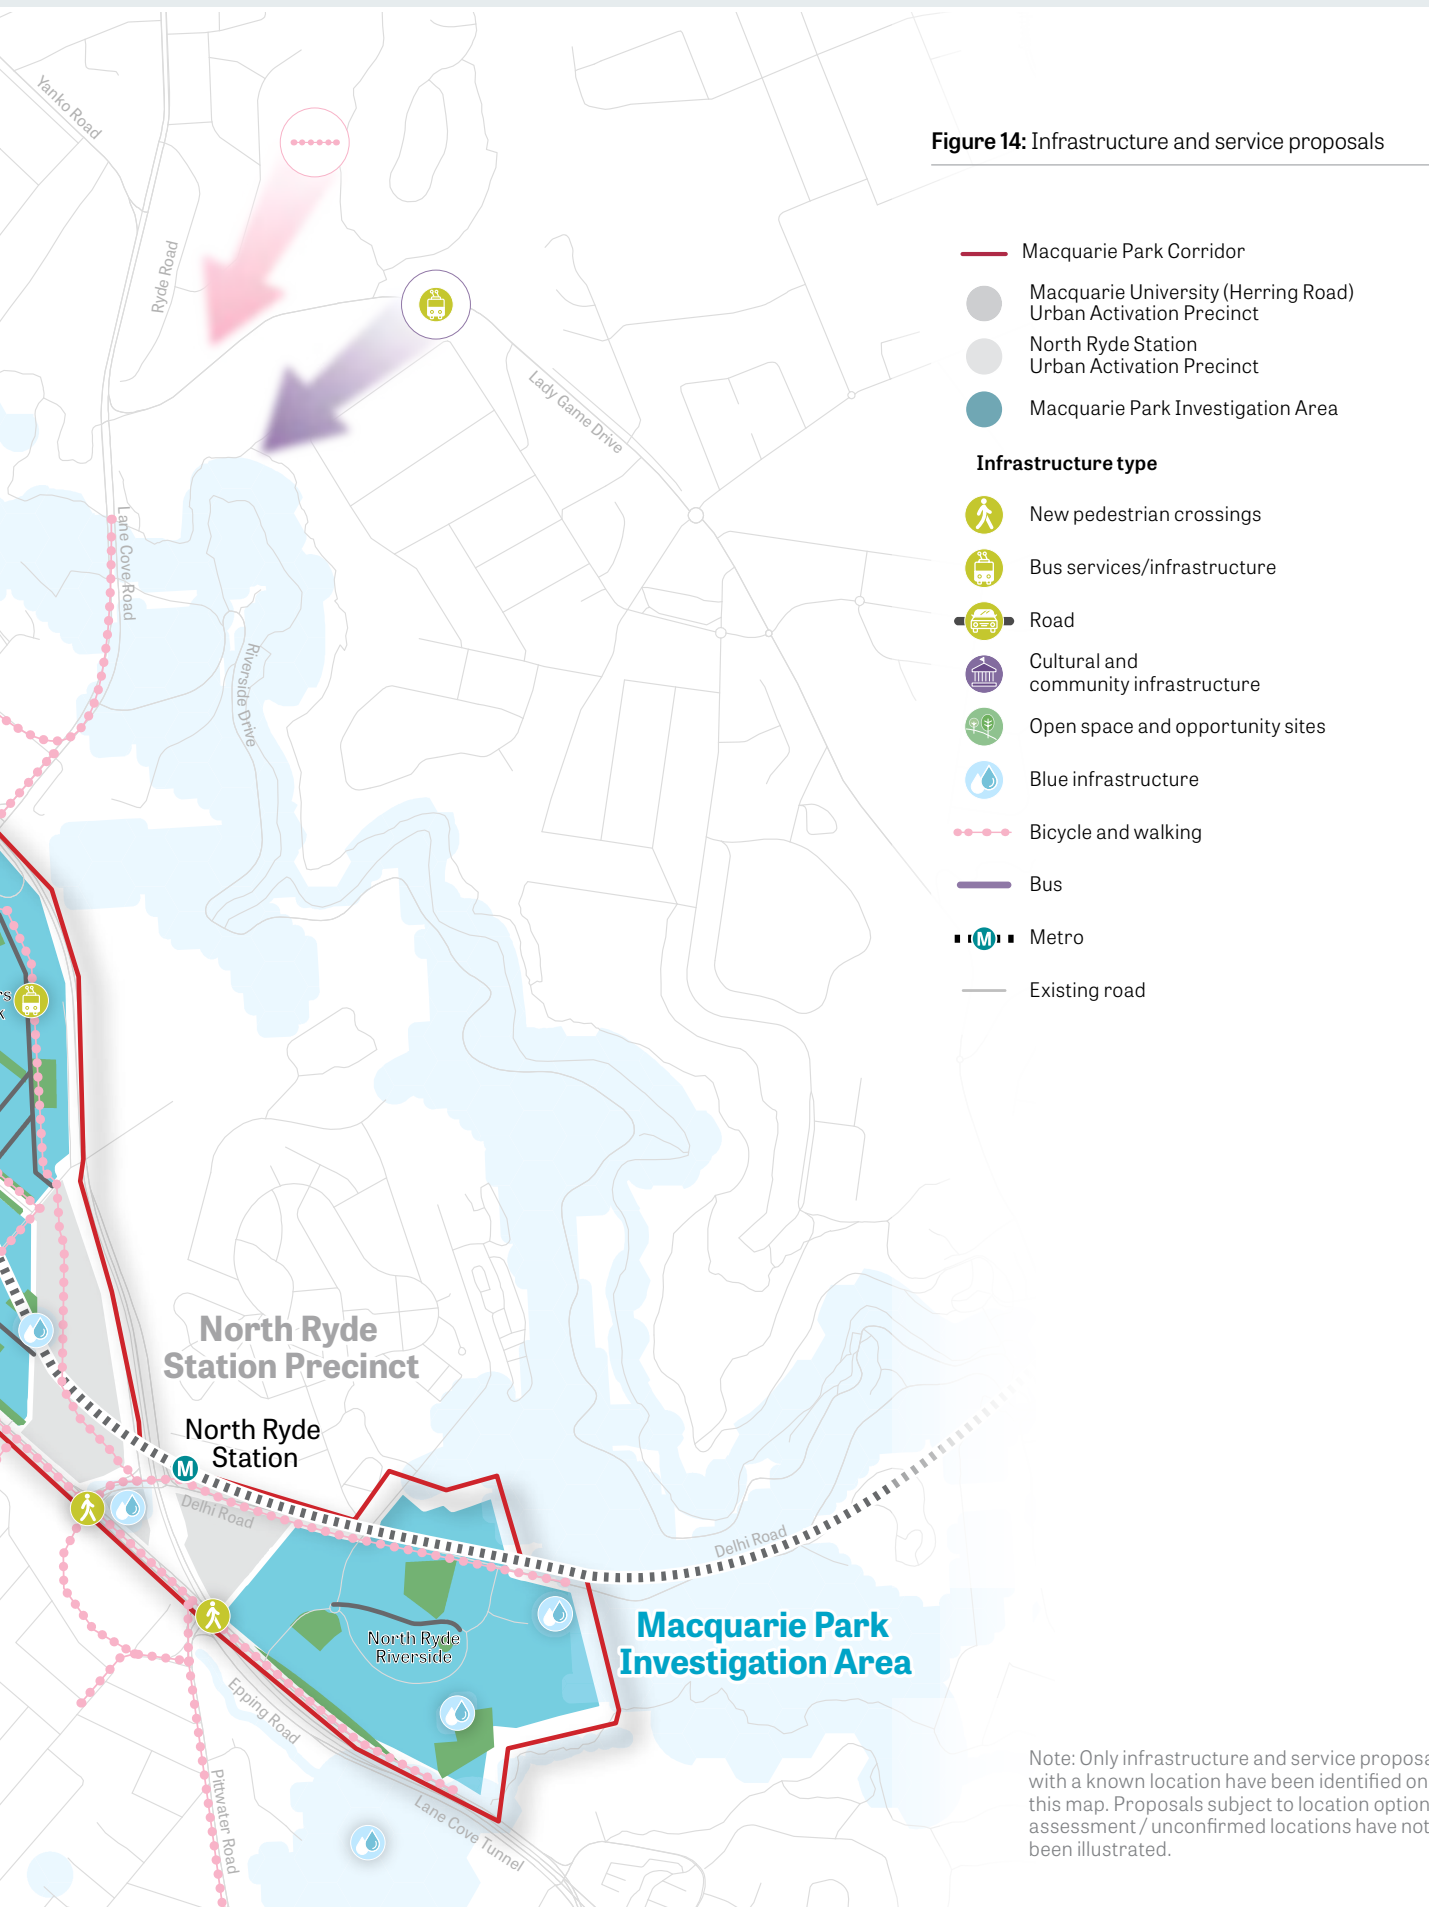 Figure 14: Infrastructure and service proposals
Macquarie Park Corridor
Macquarie University (Herring Road)
Urban Activation Precinct
North Ryde Station
Urban Activation Precinct
Macquarie Park Investigation Area
Infrastructure type
New pedestrian crossings
Bus services/infrastructure
Road
Cultural and
community infrastructure
Open space and opportunity sites
Blue infrastructure
Bicycle and walking
Bus
M
Metro
Existing road
Yanko Road
Ryde Road
Lady Game Drive
Lane Cove Road
Riverside Drive
North Ryde
Station Precinct
North Ryde
Station
M
Delhi Road
Delhi Road
North Ryde
Riverside
Macquarie Park
Investigation Area
Epping Road
Pittwater Road
Lane Cove Tunnel
Note: Only infrastructure and service
with a known location have been identified on
this map. Proposals subject to location
assessment / unconfirmed locations have not
been illustrated.